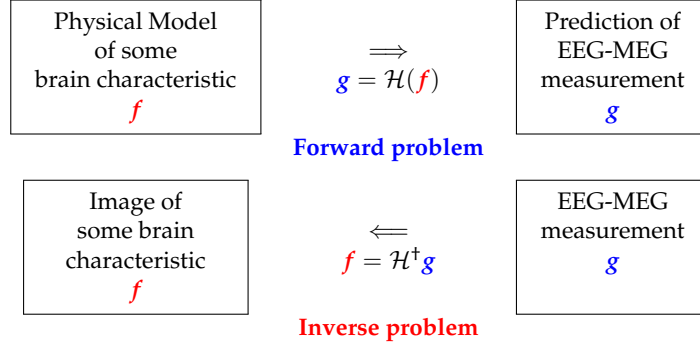 Physical Model
of some
brain characteristic
f
⟹
g = H(f)
Forward problem
Prediction of
EEG-MEG
measurement
g
Image of
some brain
characteristic
f
⟸
f = H†g
Inverse problem
EEG-MEG
measurement
g